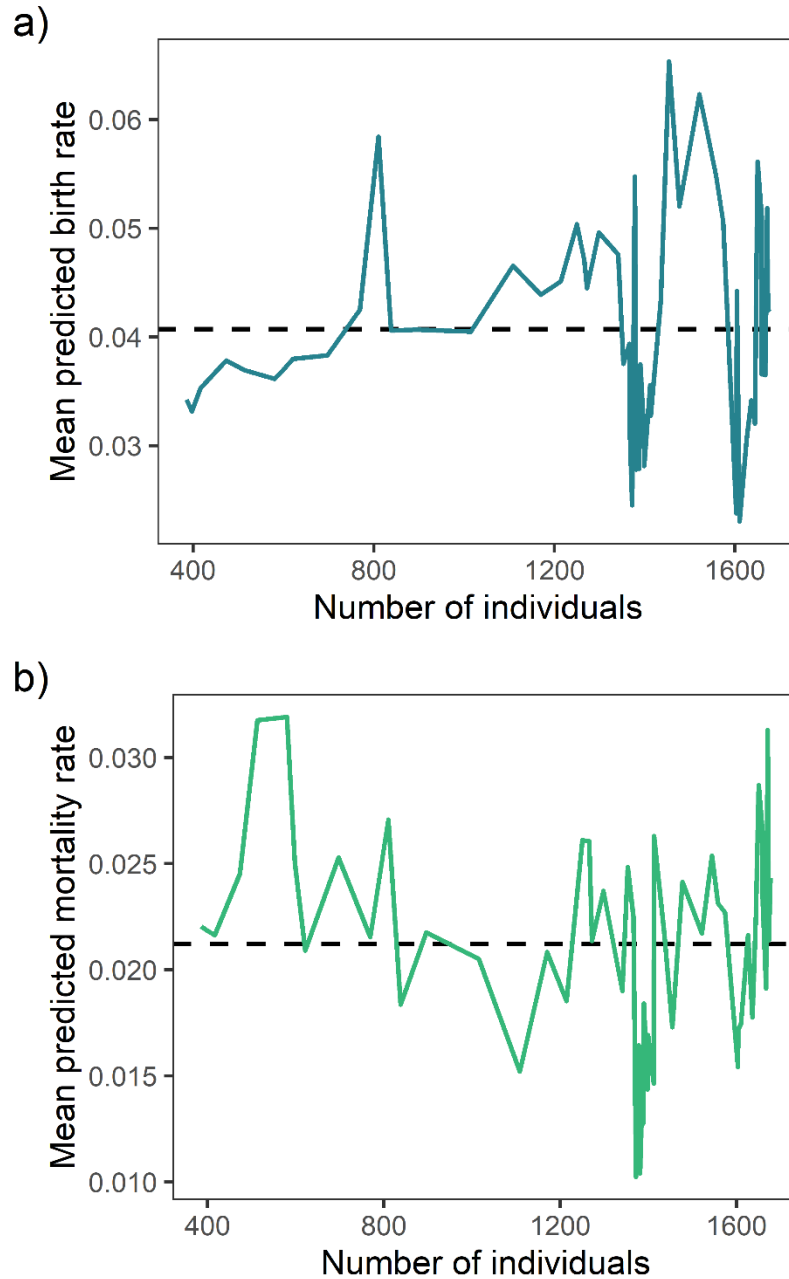 a)
Mean predicted birth rate
0.06
0.05
0.04
0.03
400 800 1200 1600
Number of individuals
b)
Mean predicted mortality rate
0.030
0.025
0.020
0.015
0.010
400 800 1200 1600
Number of individuals